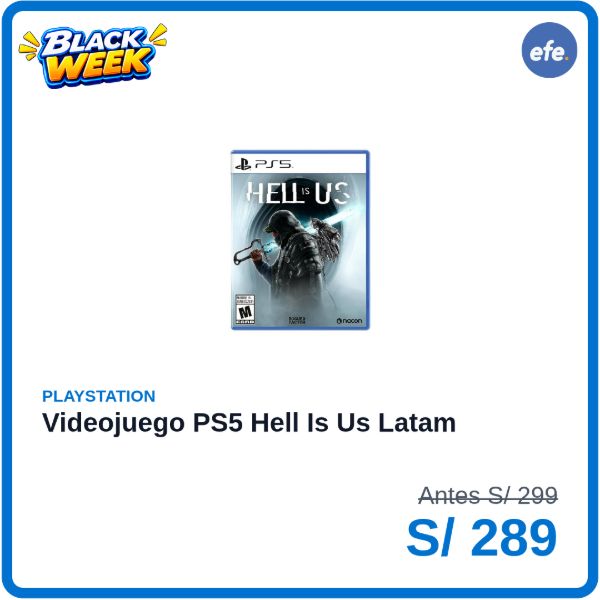 BLACK
WEEK
efe.
PS5
HELL IS US
M
nacon
PLAYSTATION
Videojuego PS5 Hell Is Us Latam
Antes S/ 299
S/ 289